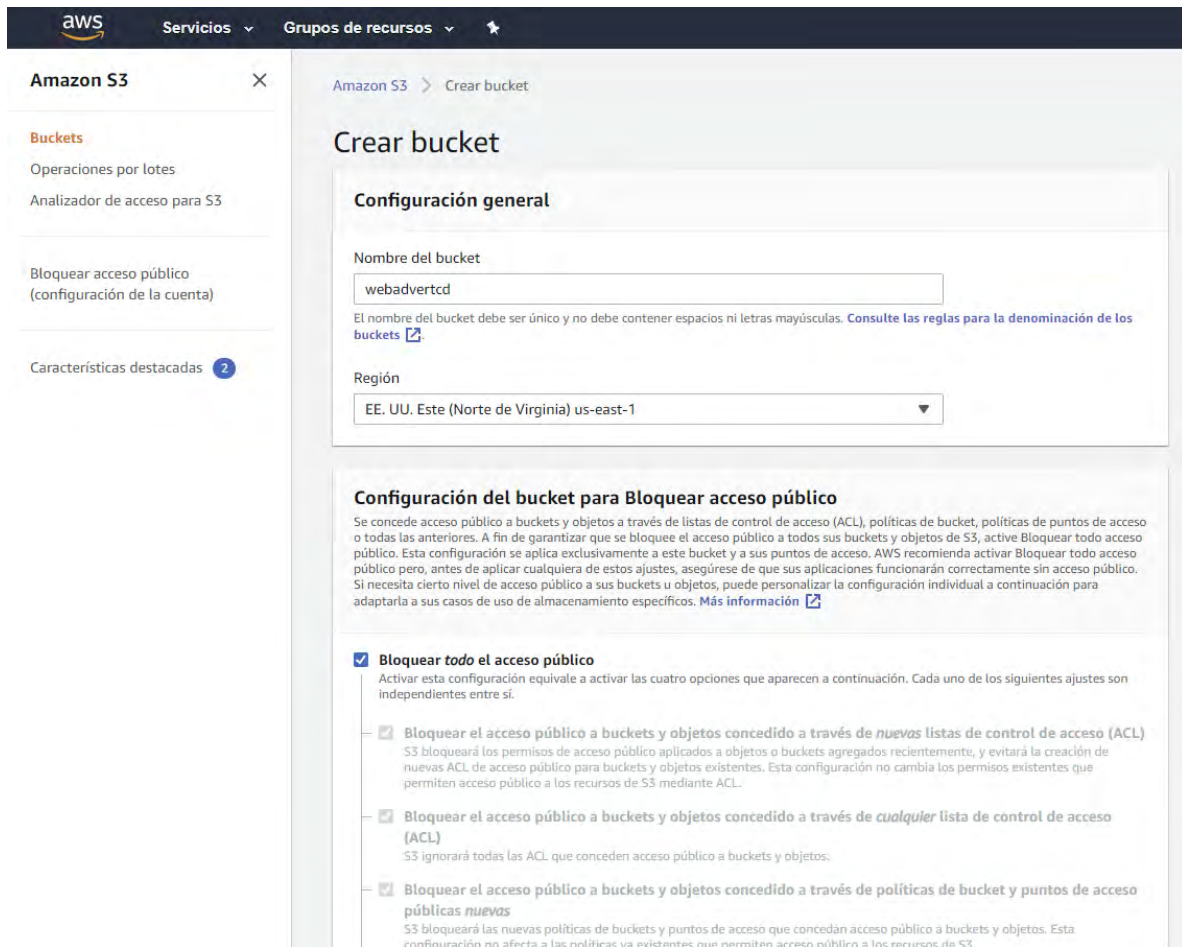 aws Servicios Grupos de recursos
Amazon S3
Buckets
Operaciones por lotes
Analizador de acceso para S3
Bloquear acceso público
(configuración de la cuenta)
Características destacadas 2
Amazon S3 > Crear bucket
Crear bucket
Configuración general
Nombre del bucket
webadvertcd
El nombre del bucket debe ser único y no debe contener espacios ni letras mayúsculas. Consulte las reglas para la denominación de los
buckets.
Región
EE. UU. Este (Norte de Virginia) us-east-1
Configuración del bucket para Bloquear acceso público
Se concede acceso público a buckets y objetos a través de listas de control de acceso (ACL), políticas de bucket, políticas de puntos de acceso
o todas las anteriores. A fin de garantizar que se bloquee el acceso público a todos sus buckets y objetos de S3, active Bloquear todo acceso
público. Esta configuración se aplica exclusivamente a este bucket y a sus puntos de acceso. AWS recomienda activar Bloquear todo acceso
público pero, antes de aplicar cualquiera de estos ajustes, asegúrese de que sus aplicaciones funcionarán correctamente sin acceso público.
Si necesita cierto nivel de acceso público a sus buckets u objetos, puede personalizar la configuración individual a continuación para
adaptarla a sus casos de uso de almacenamiento específicos. Más información
Bloquear todo el acceso público
Activar esta configuración equivale a activar las cuatro opciones que aparecen a continuación. Cada uno de los siguientes ajustes son
independientes entre sí.
Bloquear el acceso público a buckets y objetos concedido a través de nuevas listas de control de acceso (ACL)
S3 bloqueará los permisos de acceso público aplicados a objetos o buckets agregados recientemente, y evitará la creación de
nuevas ACL de acceso público para buckets y objetos existentes. Esta configuración no cambia los permisos existentes que
permiten acceso público a los recursos de S3 mediante ACL.
Bloquear el acceso público a buckets y objetos concedido a través de cualquier lista de control de acceso
(ACL)
S3 ignorará todas las ACL que conceden acceso público a buckets y objetos.
Bloquear el acceso público a buckets y objetos concedido a través de políticas de bucket y puntos de acceso
públicas nuevas
S3 bloqueará las nuevas políticas de buckets y puntos de acceso que concedan acceso público a buckets y objetos. Esta
configuración no afecta a las políticas ya existentes que permiten acceso público a los recursos de S3.